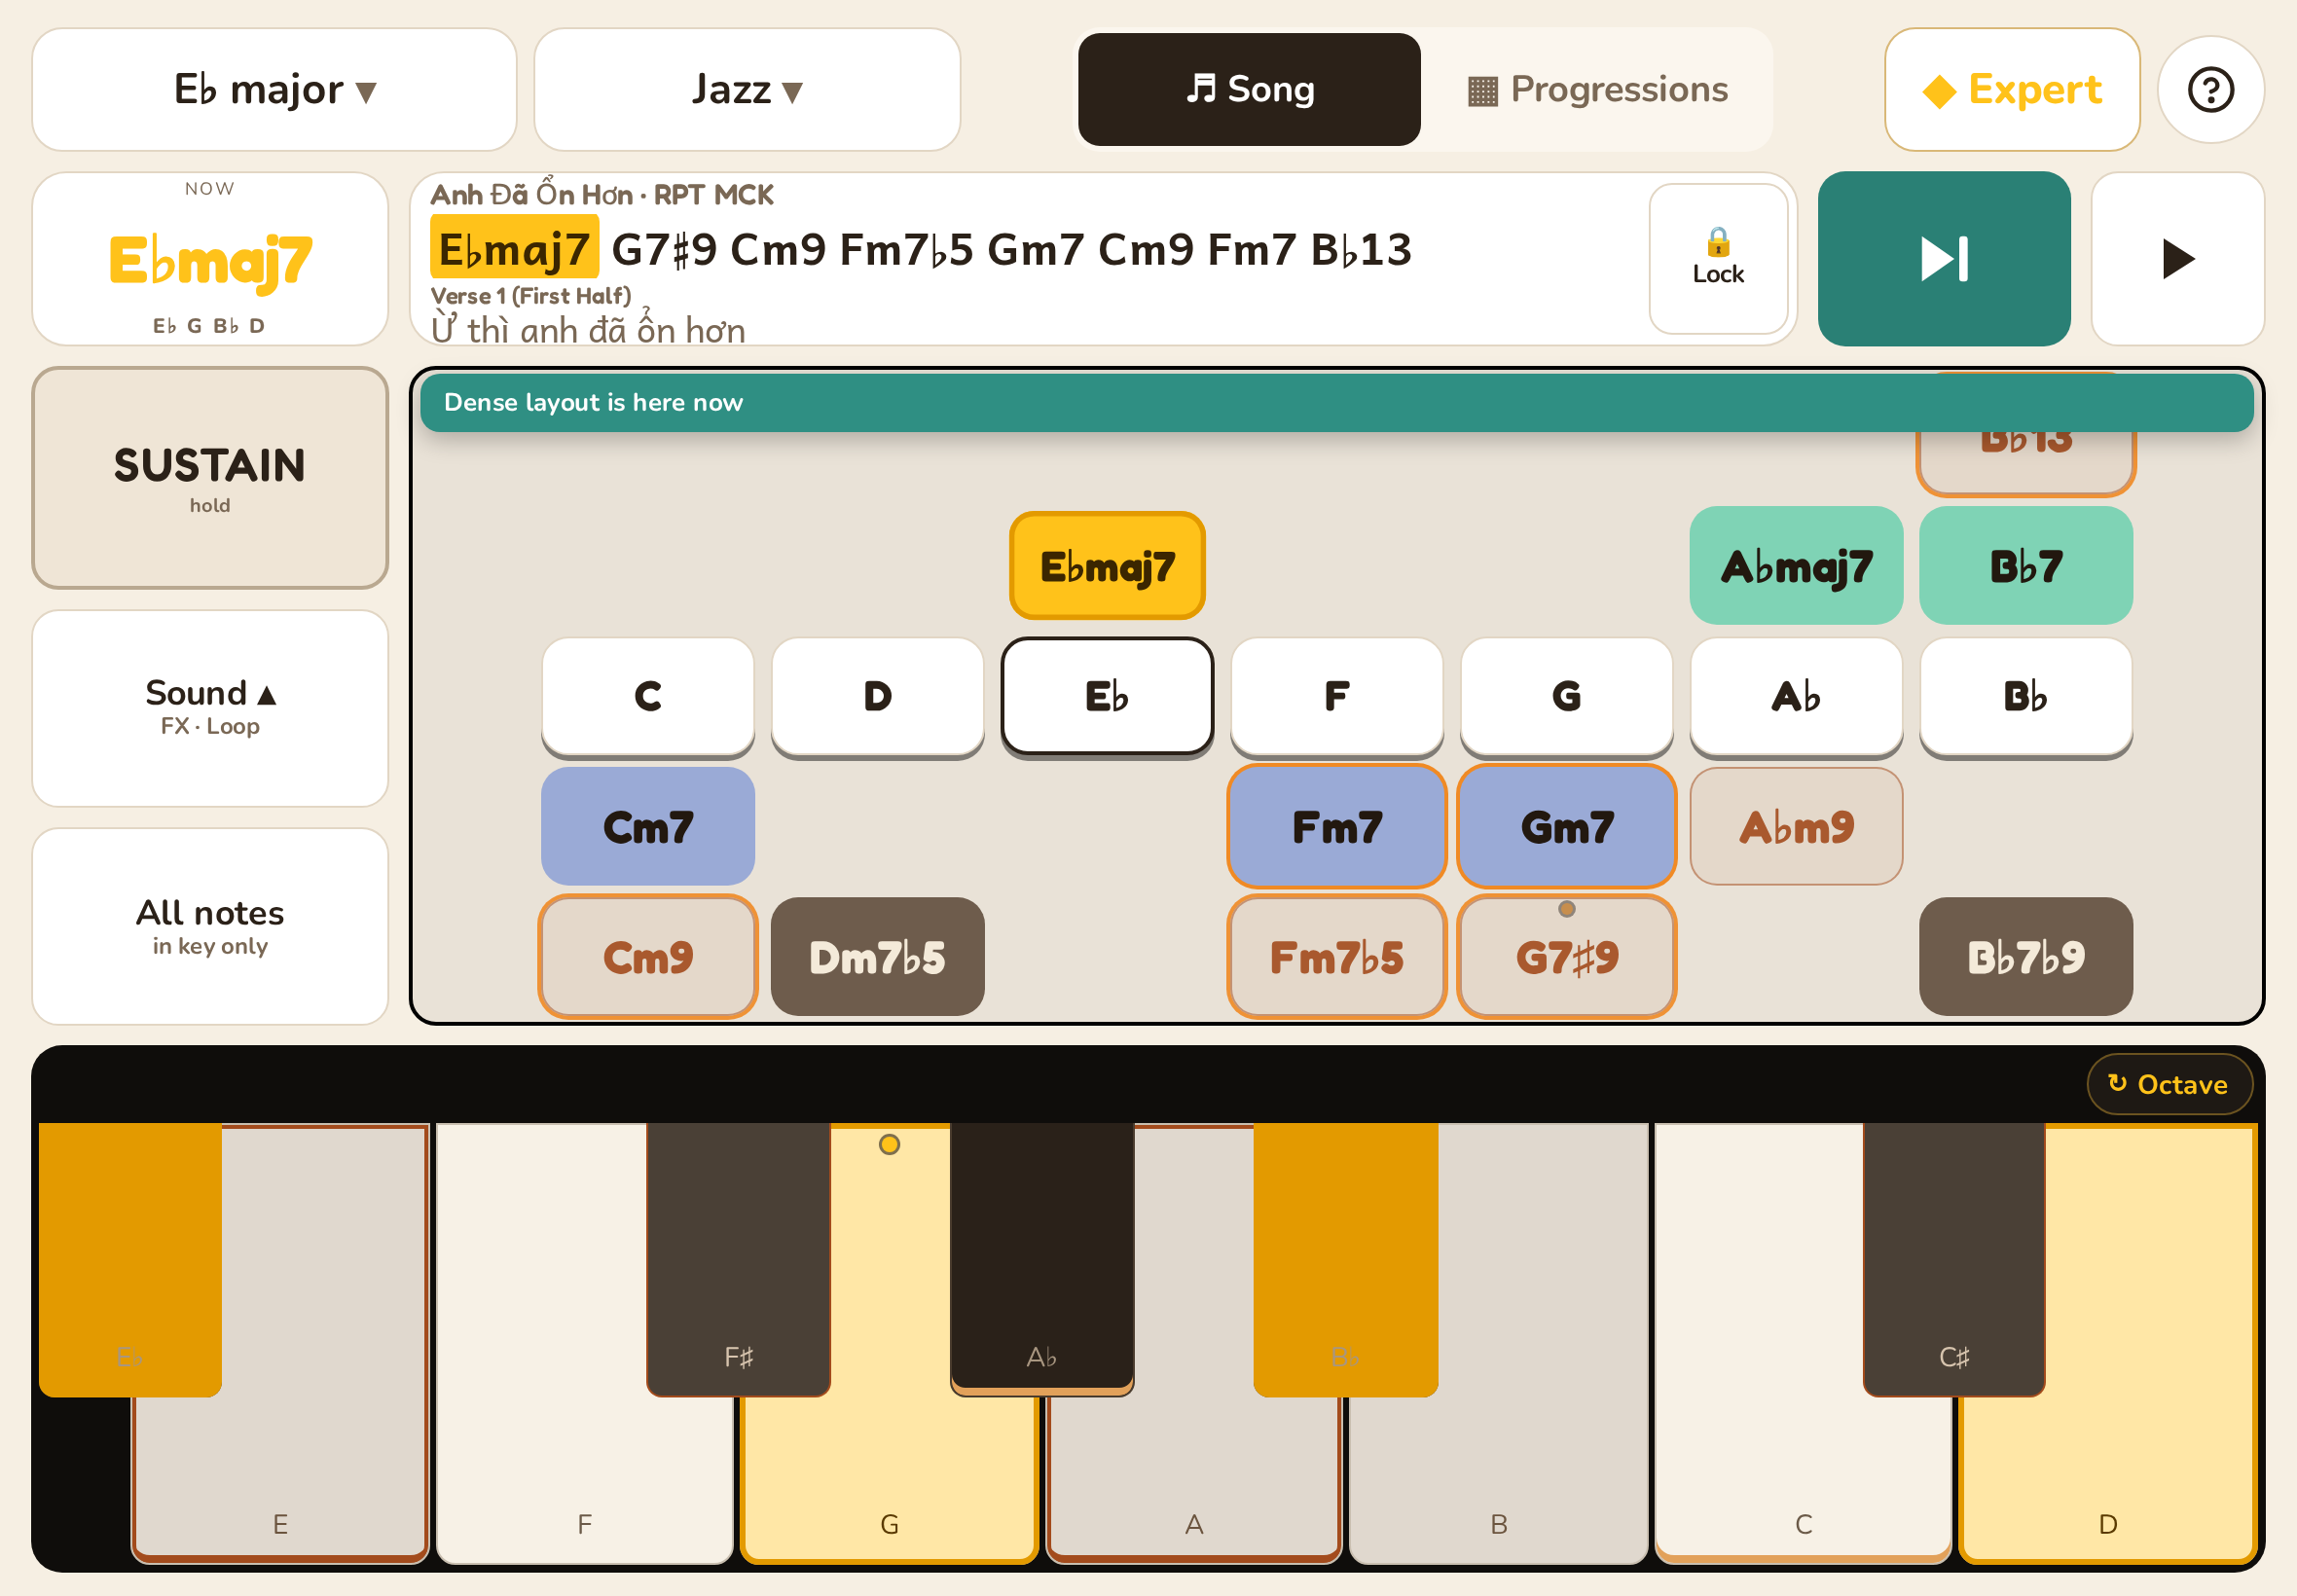 E♭ major ▼
Jazz ▼
♬ Song
▦ Progressions
◆ Expert
?
NOW
E♭maj7
E♭ G B♭ D
Anh Đã Ổn Hơn · RPT MCK
E♭maj7 G7♯9 Cm9 Fm7♭5 Gm7 Cm9 Fm7 B♭13
Verse 1 (First Half)
Ừ thì anh đã ổn hơn
🔒
Lock
SUSTAIN
hold
Sound ▲
FX · Loop
All notes
in key only
Dense layout is here now
B♭13
E♭maj7 A♭maj7 B♭7
C D E♭ F G A♭ B♭
Cm7 Fm7 Gm7 A♭m9
Cm9 Dm7♭5 Fm7♭5 G7♯9 B♭7♭9
↻ Octave
E♭ F♯ A♭ B♭ C♯
E F G A B C D